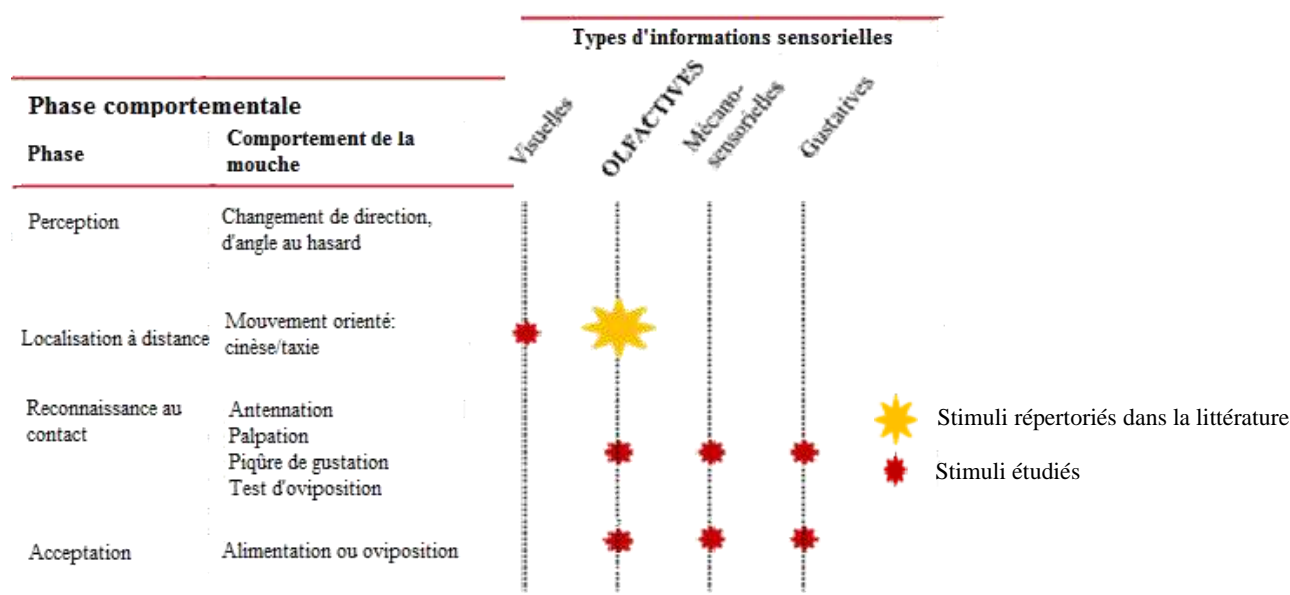 Types d'informations sensorielles
Phase comportementale
Phase
Comportement de la
mouche
Visuelles
OLFACTIVES
Mécano-
sensorielles
Gustatives
Perception
Changement de direction,
d'angle au hasard
Localisation à distance
Mouvement orienté:
cinèse/taxie
Reconnaissance au
contact
Antennation
Palpation
Piqûre de gustation
Test d'oviposition
Acceptation
Alimentation ou oviposition
Stimuli répertoriés dans la littérature
Stimuli étudiés